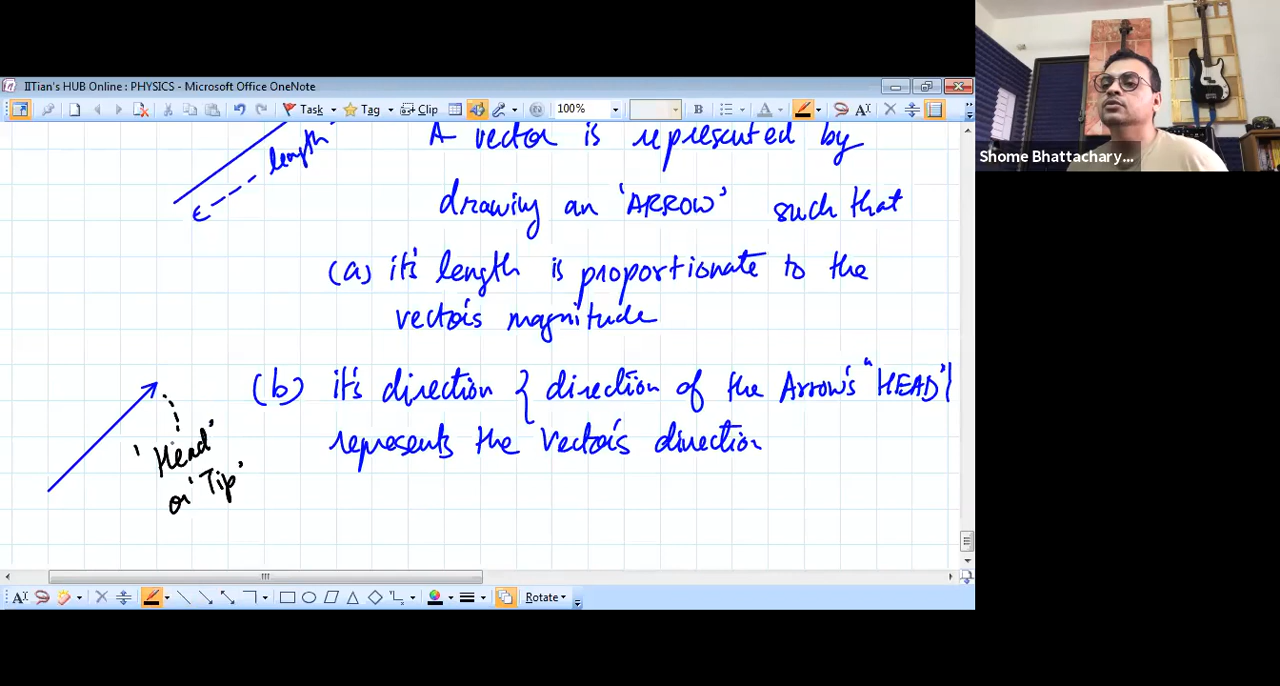 IITian's HUB Online : PHYSICS - Microsoft Office OneNote
Task Tag Clip 100% B A A
Shome Bhattachary...
length
A vector is represented by
drawing an 'ARROW' such that
(a) it's length is proportionate to the
vector's magnitude
(b) it's direction { direction of the Arrow's "HEAD"}
represents the vector's direction
'Head'
or 'Tip'
Rotate